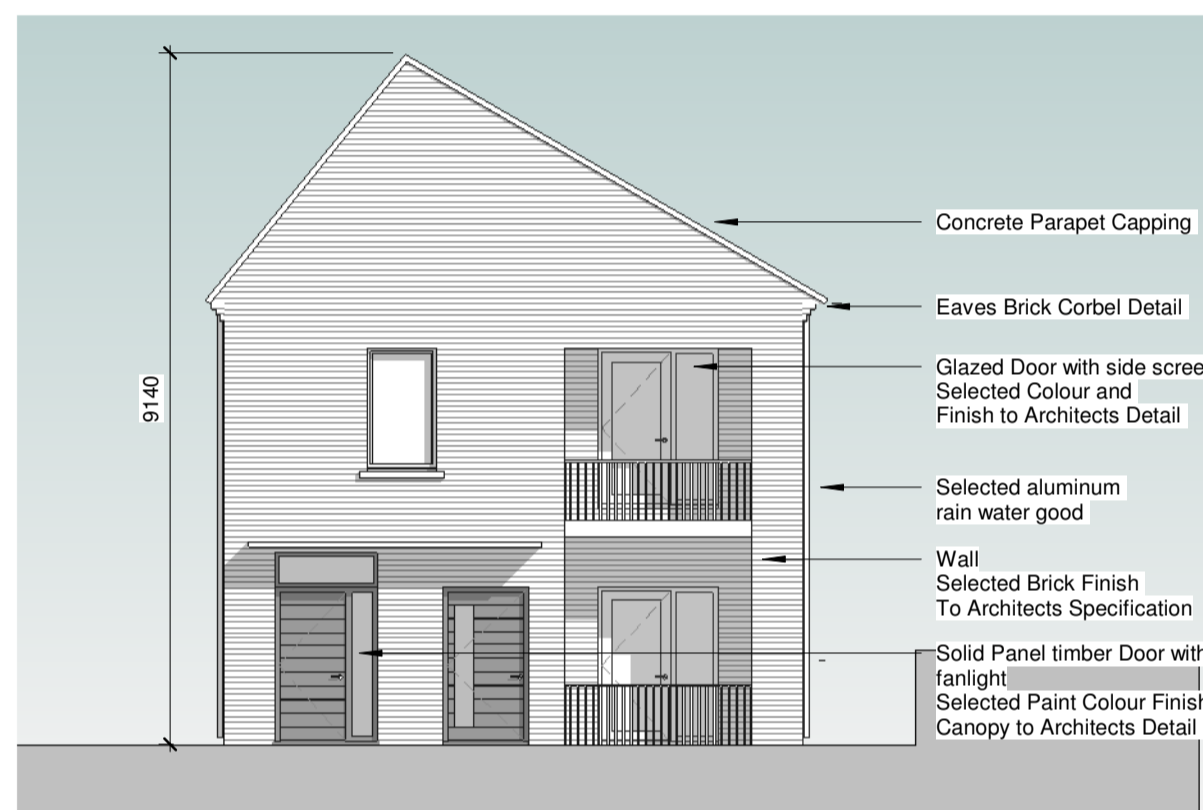 Concrete Parapet Capping
Eaves Brick Corbel Detail
Glazed Door with side scree
Selected Colour and
Finish to Architects Detail
9140
Selected aluminum
rain water good
Wall
Selected Brick Finish
To Architects Specification
Solid Panel timber Door with
fanlight
Selected Paint Colour Finish
Canopy to Architects Detail